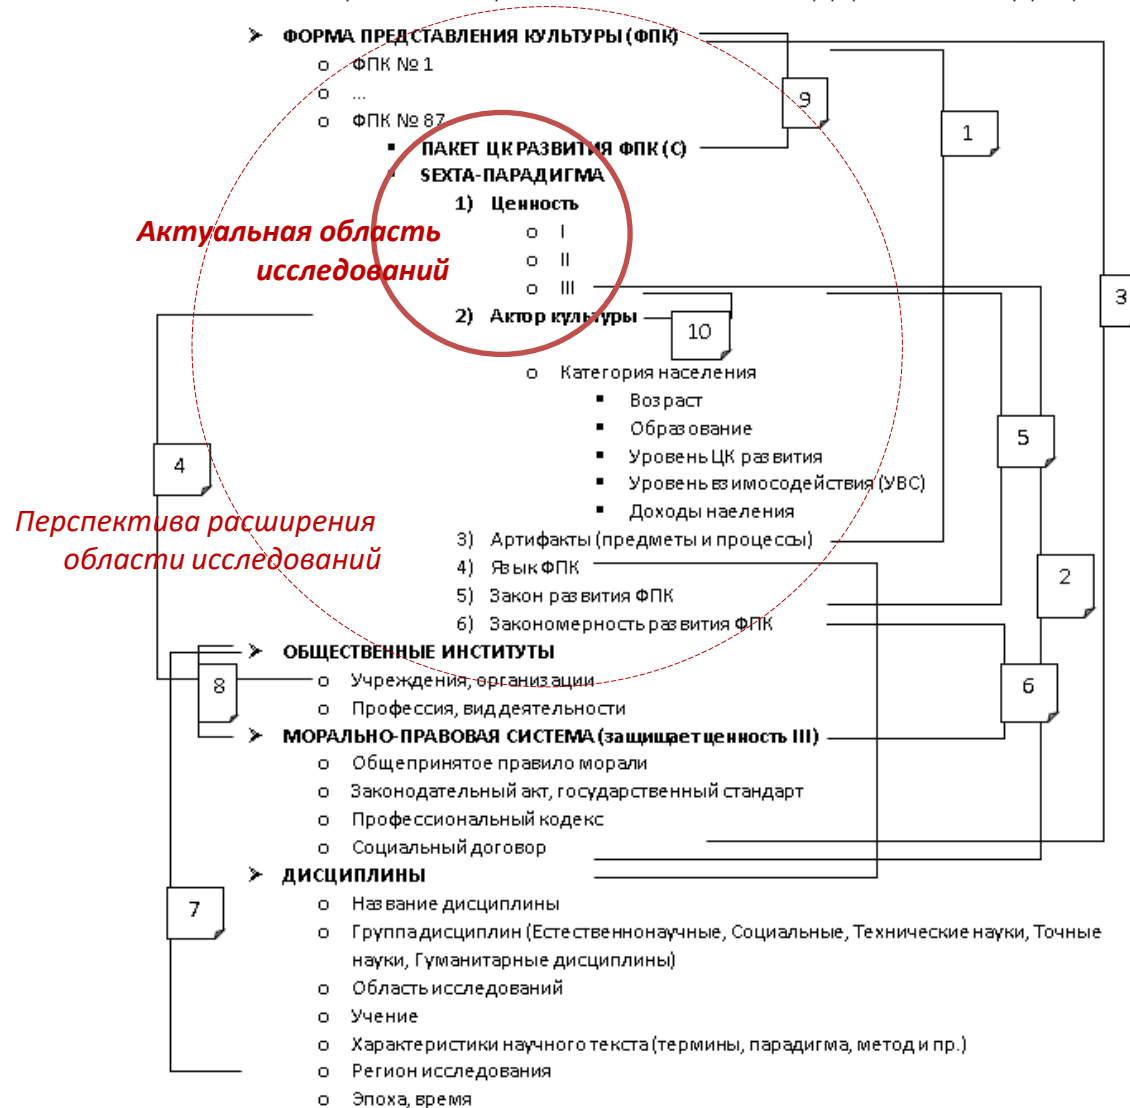 ФОРМА ПРЕДСТАВЛЕНИЯ КУЛЬТУРЫ (ФПК)
ФПК № 1
...
ФПК № 87
9
1
ПАКЕТ ЦК РАЗВИТИЯ ФПК (С)
SEXTA-ПАРАДИГМА
1) Ценность
Актуальная область
исследований
I
II
III
3
2) Актор культуры
10
Категория населения
Возраст
Образование
5
Уровень ЦК развития
4
Уровень взимосодействия (УВС)
Доходы наеления
Перспектива расширения
области исследований
3) Артифакты (предметы и процессы)
4) Язык ФПК
2
5) Закон развития ФПК
6) Закономерность развития ФПК
ОБЩЕСТВЕННЫЕ ИНСТИТУТЫ
8
Учреждения, организации
6
Профессия, вид деятельности
МОРАЛЬНО-ПРАВОВАЯ СИСТЕМА (защищает ценность III)
Общепринятое правило морали
Законодательный акт, государственный стандарт
Профессиональный кодекс
Социальный договор
ДИСЦИПЛИНЫ
7
Название дисциплины
Группа дисциплин (Естественнонаучные, Социальные, Технические науки, Точные
науки, Гуманитарные дисциплины)
Область исследований
Учение
Характеристики научного текста (термины, парадигма, метод и пр.)
Регион исследования
Эпоха, время